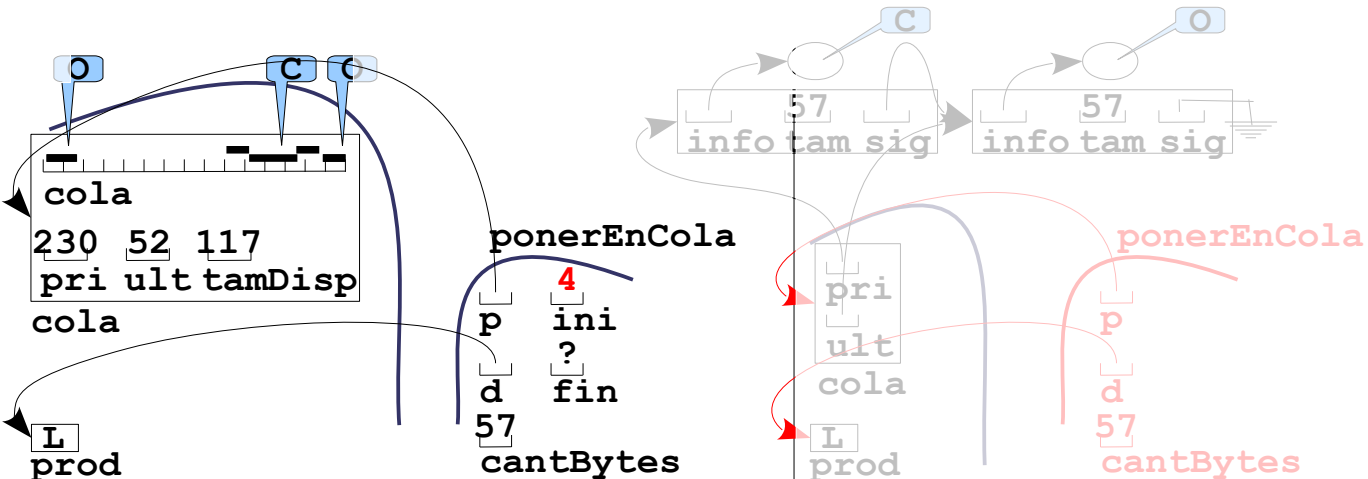 O C O
cola
230 52 117
pri ult tamDisp
cola
ponerEnCola
4
p ini
?
d fin
57
cantBytes
L
prod
C O
57
info tam sig
57
info tam sig
pri
ult
cola
L
prod
ponerEnCola
p
d
57
cantBytes